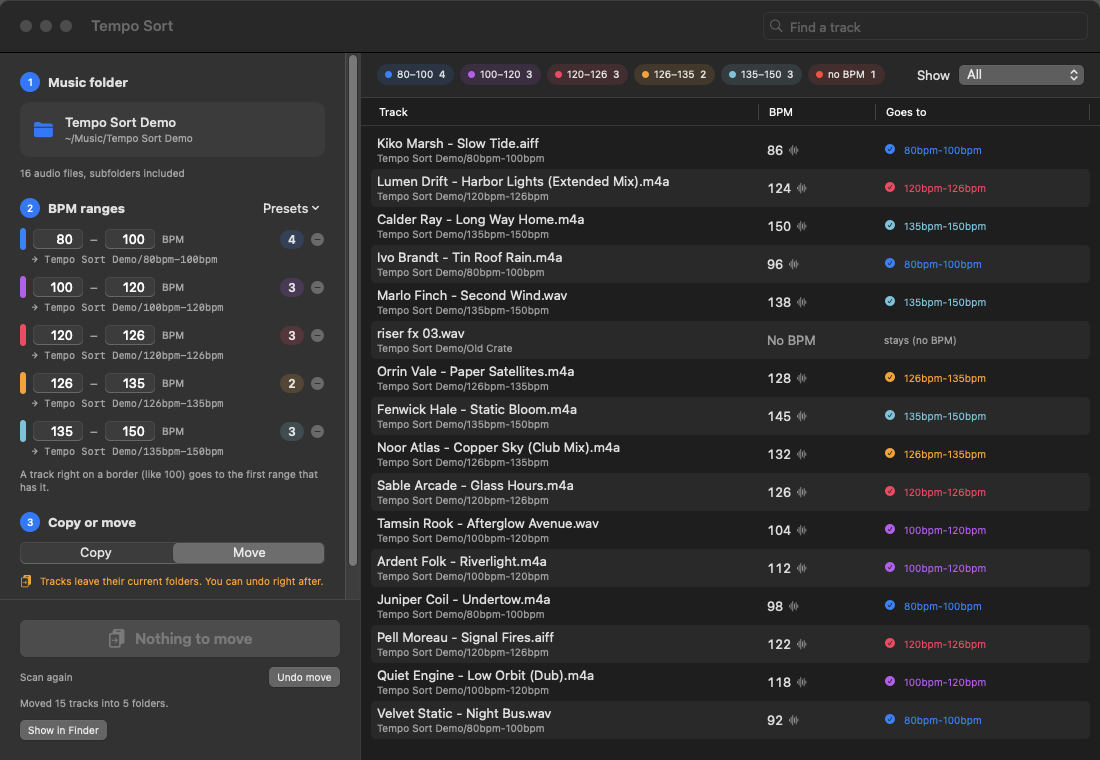 Tempo Sort
Find a track
1 Music folder
Tempo Sort Demo
~/Music/Tempo Sort Demo
16 audio files, subfolders included
2 BPM ranges Presets
80 – 100 BPM 4
→ Tempo Sort Demo/80bpm–100bpm
100 – 120 BPM 3
→ Tempo Sort Demo/100bpm–120bpm
120 – 126 BPM 3
→ Tempo Sort Demo/120bpm–126bpm
126 – 135 BPM 2
→ Tempo Sort Demo/126bpm–135bpm
135 – 150 BPM 3
→ Tempo Sort Demo/135bpm–150bpm
A track right on a border (like 100) goes to the first range that
has it.
3 Copy or move
Copy Move
Tracks leave their current folders. You can undo right after.
Nothing to move
Scan again Undo move
Moved 15 tracks into 5 folders.
Show in Finder
80–100 4 100–120 3 120–126 3 126–135 2 135–150 3 no BPM 1 Show All
Track BPM Goes to
Kiko Marsh - Slow Tide.aiff
Tempo Sort Demo/80bpm-100bpm
86 80bpm-100bpm
Lumen Drift - Harbor Lights (Extended Mix).m4a
Tempo Sort Demo/120bpm-126bpm
124 120bpm-126bpm
Calder Ray - Long Way Home.m4a
Tempo Sort Demo/135bpm-150bpm
150 135bpm-150bpm
Ivo Brandt - Tin Roof Rain.m4a
Tempo Sort Demo/80bpm-100bpm
96 80bpm-100bpm
Marlo Finch - Second Wind.wav
Tempo Sort Demo/135bpm-150bpm
138 135bpm-150bpm
riser fx 03.wav
Tempo Sort Demo/Old Crate
No BPM stays (no BPM)
Orrin Vale - Paper Satellites.m4a
Tempo Sort Demo/126bpm-135bpm
128 126bpm-135bpm
Fenwick Hale - Static Bloom.m4a
Tempo Sort Demo/135bpm-150bpm
145 135bpm-150bpm
Noor Atlas - Copper Sky (Club Mix).m4a
Tempo Sort Demo/126bpm-135bpm
132 126bpm-135bpm
Sable Arcade - Glass Hours.m4a
Tempo Sort Demo/120bpm-126bpm
126 120bpm-126bpm
Tamsin Rook - Afterglow Avenue.wav
Tempo Sort Demo/100bpm-120bpm
104 100bpm-120bpm
Ardent Folk - Riverlight.m4a
Tempo Sort Demo/100bpm-120bpm
112 100bpm-120bpm
Juniper Coil - Undertow.m4a
Tempo Sort Demo/80bpm-100bpm
98 80bpm-100bpm
Pell Moreau - Signal Fires.aiff
Tempo Sort Demo/120bpm-126bpm
122 120bpm-126bpm
Quiet Engine - Low Orbit (Dub).m4a
Tempo Sort Demo/100bpm-120bpm
118 100bpm-120bpm
Velvet Static - Night Bus.wav
Tempo Sort Demo/80bpm-100bpm
92 80bpm-100bpm